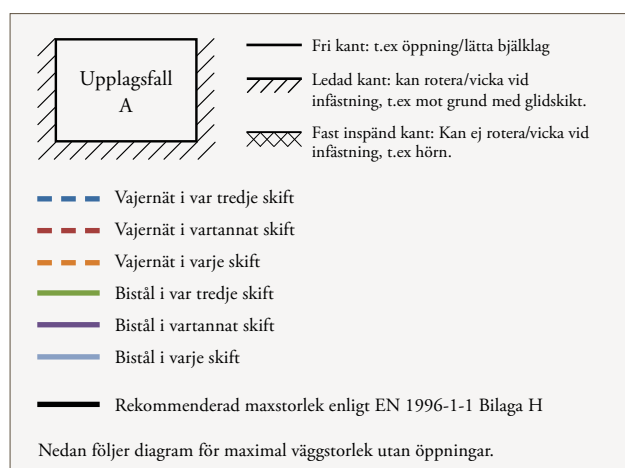 Upplagsfall
A
Fri kant: t.ex öppning/lätta bjälklag
Ledad kant: kan rotera/vicka vid
infästning, t.ex mot grund med glidskikt.
Fast inspänd kant: Kan ej rotera/vicka vid
infästning, t.ex hörn.
Vajernät i var tredje skift
Vajernät i vartannat skift
Vajernät i varje skift
Bistål i var tredje skift
Bistål i vartannat skift
Bistål i varje skift
Rekommenderad maxstorlek enligt EN 1996-1-1 Bilaga H
Nedan följer diagram för maximal väggstorlek utan öppningar.